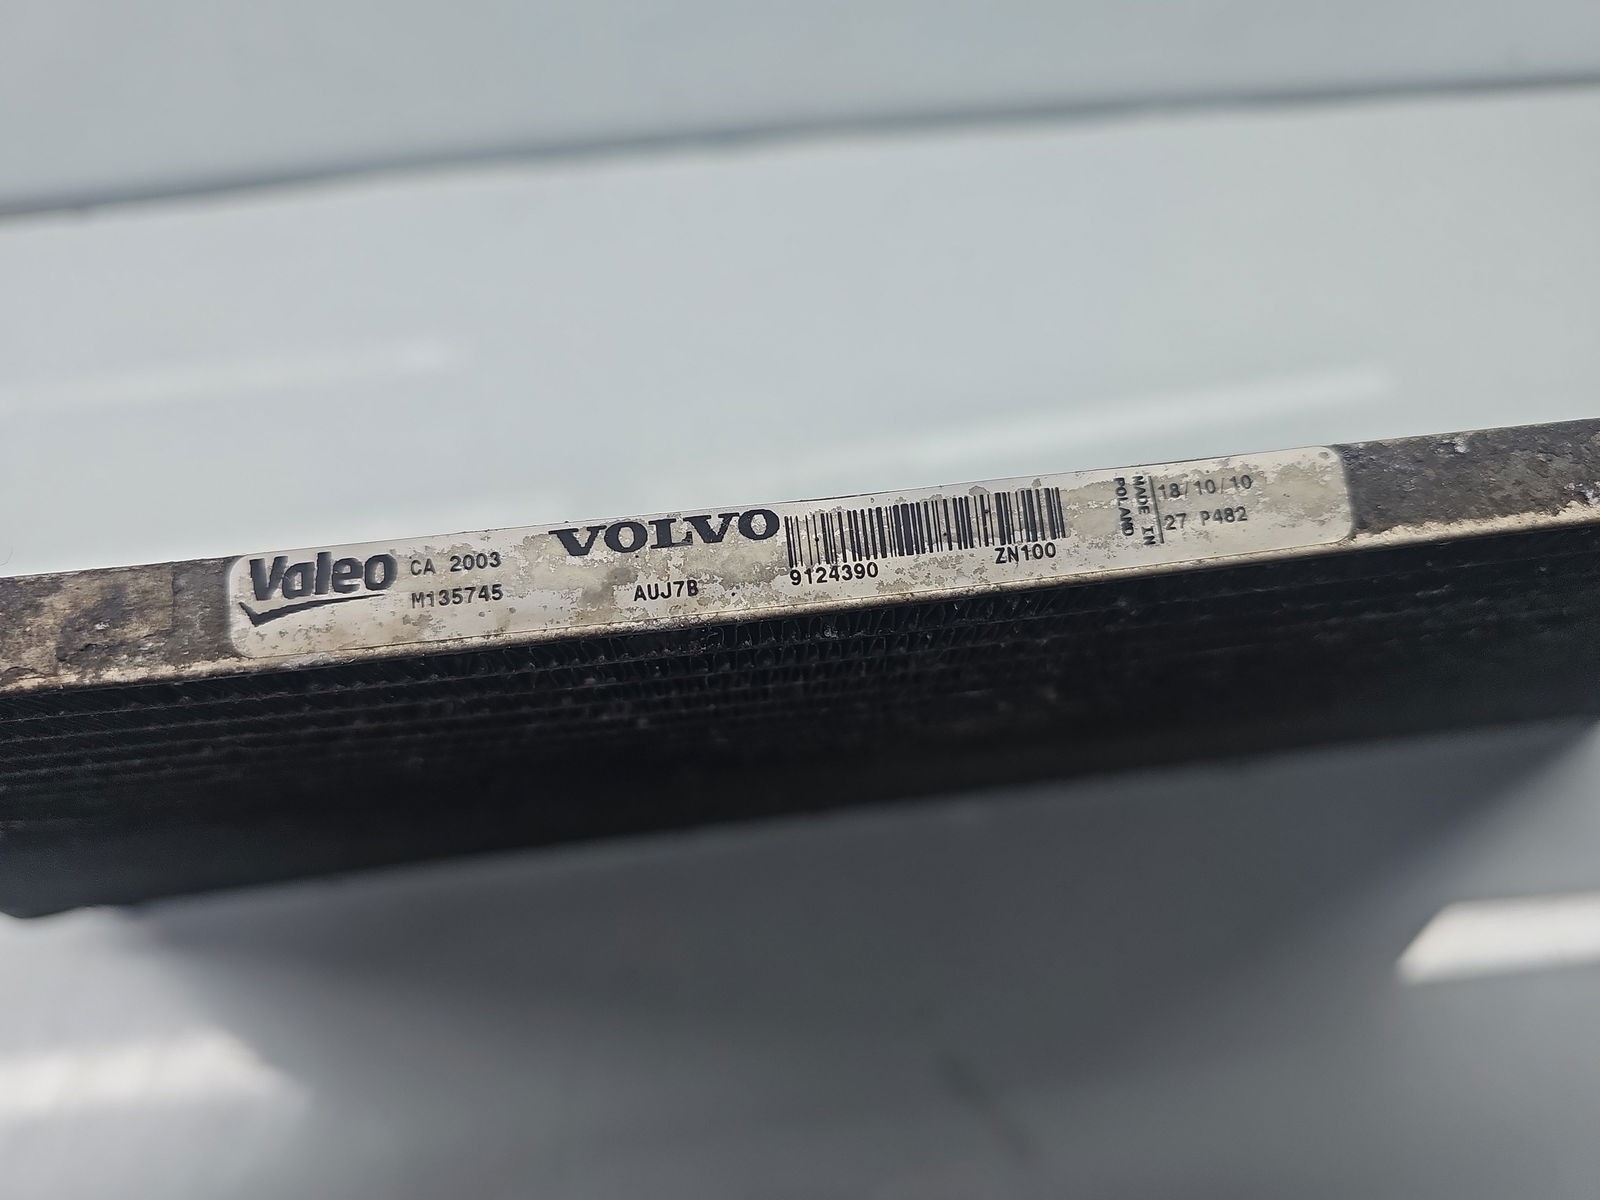 Valeo
CA 2003
M135745
VOLVO
AUJ7B
9124390
ZN100
MADE IN
POLAND
18/10/10
27 P482